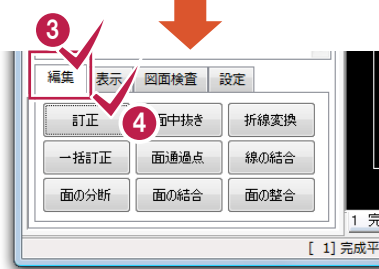 3
編集 表示 図面検査 設定
訂正 4 面中抜き 折線変換
一括訂正 面通過点 線の結合
面の分断 面の結合 面の整合
1 完
[ 1] 完成平